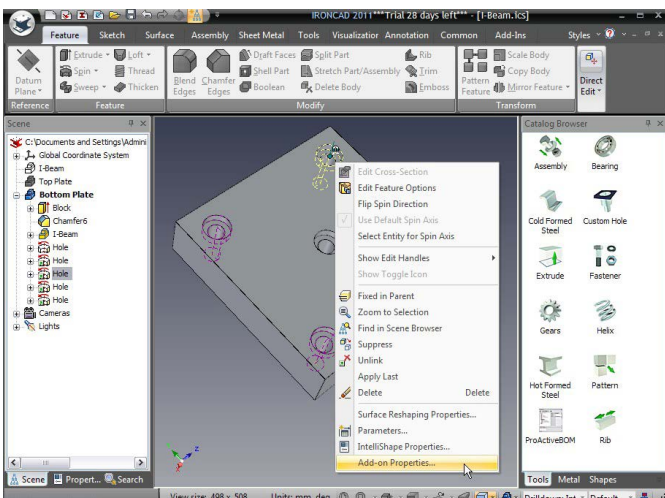 IRONCAD 2011***Trial 28 days left*** - [I-Beam.ics]
Feature Sketch Surface Assembly Sheet Metal Tools Visualization Annotation Common Add-Ins Styles
Datum Plane
Extrude Loft
Spin Thread
Sweep Thicken
Blend Edges
Chamfer Edges
Draft Faces Split Part Rib
Shell Part Stretch Part/Assembly Trim
Boolean Delete Body Emboss
Pattern Feature
Scale Body
Copy Body
Mirror Feature
Direct Edit
Reference Feature Modify Transform
Scene
C:\Documents and Settings\Admini
Global Coordinate System
I-Beam
Top Plate
Bottom Plate
Block
Chamfer6
I-Beam
Hole
Hole
Hole
Hole
Hole
Cameras
Lights
Scene Propert... Search
Edit Cross-Section
Edit Feature Options
Flip Spin Direction
Use Default Spin Axis
Select Entity for Spin Axis
Show Edit Handles
Show Toggle Icon
Fixed in Parent
Zoom to Selection
Find in Scene Browser
Suppress
Unlink
Apply Last
Delete Delete
Surface Reshaping Properties...
Parameters...
IntelliShape Properties...
Add-on Properties...
z
Catalog Browser
Assembly Bearing
Cold Formed Steel Custom Hole
Extrude Fastener
Gears Helix
Hot Formed Steel Pattern
ProActiveBOM Rib
Tools Metal Shapes
View size: 498 x 508 Units: mm, deg